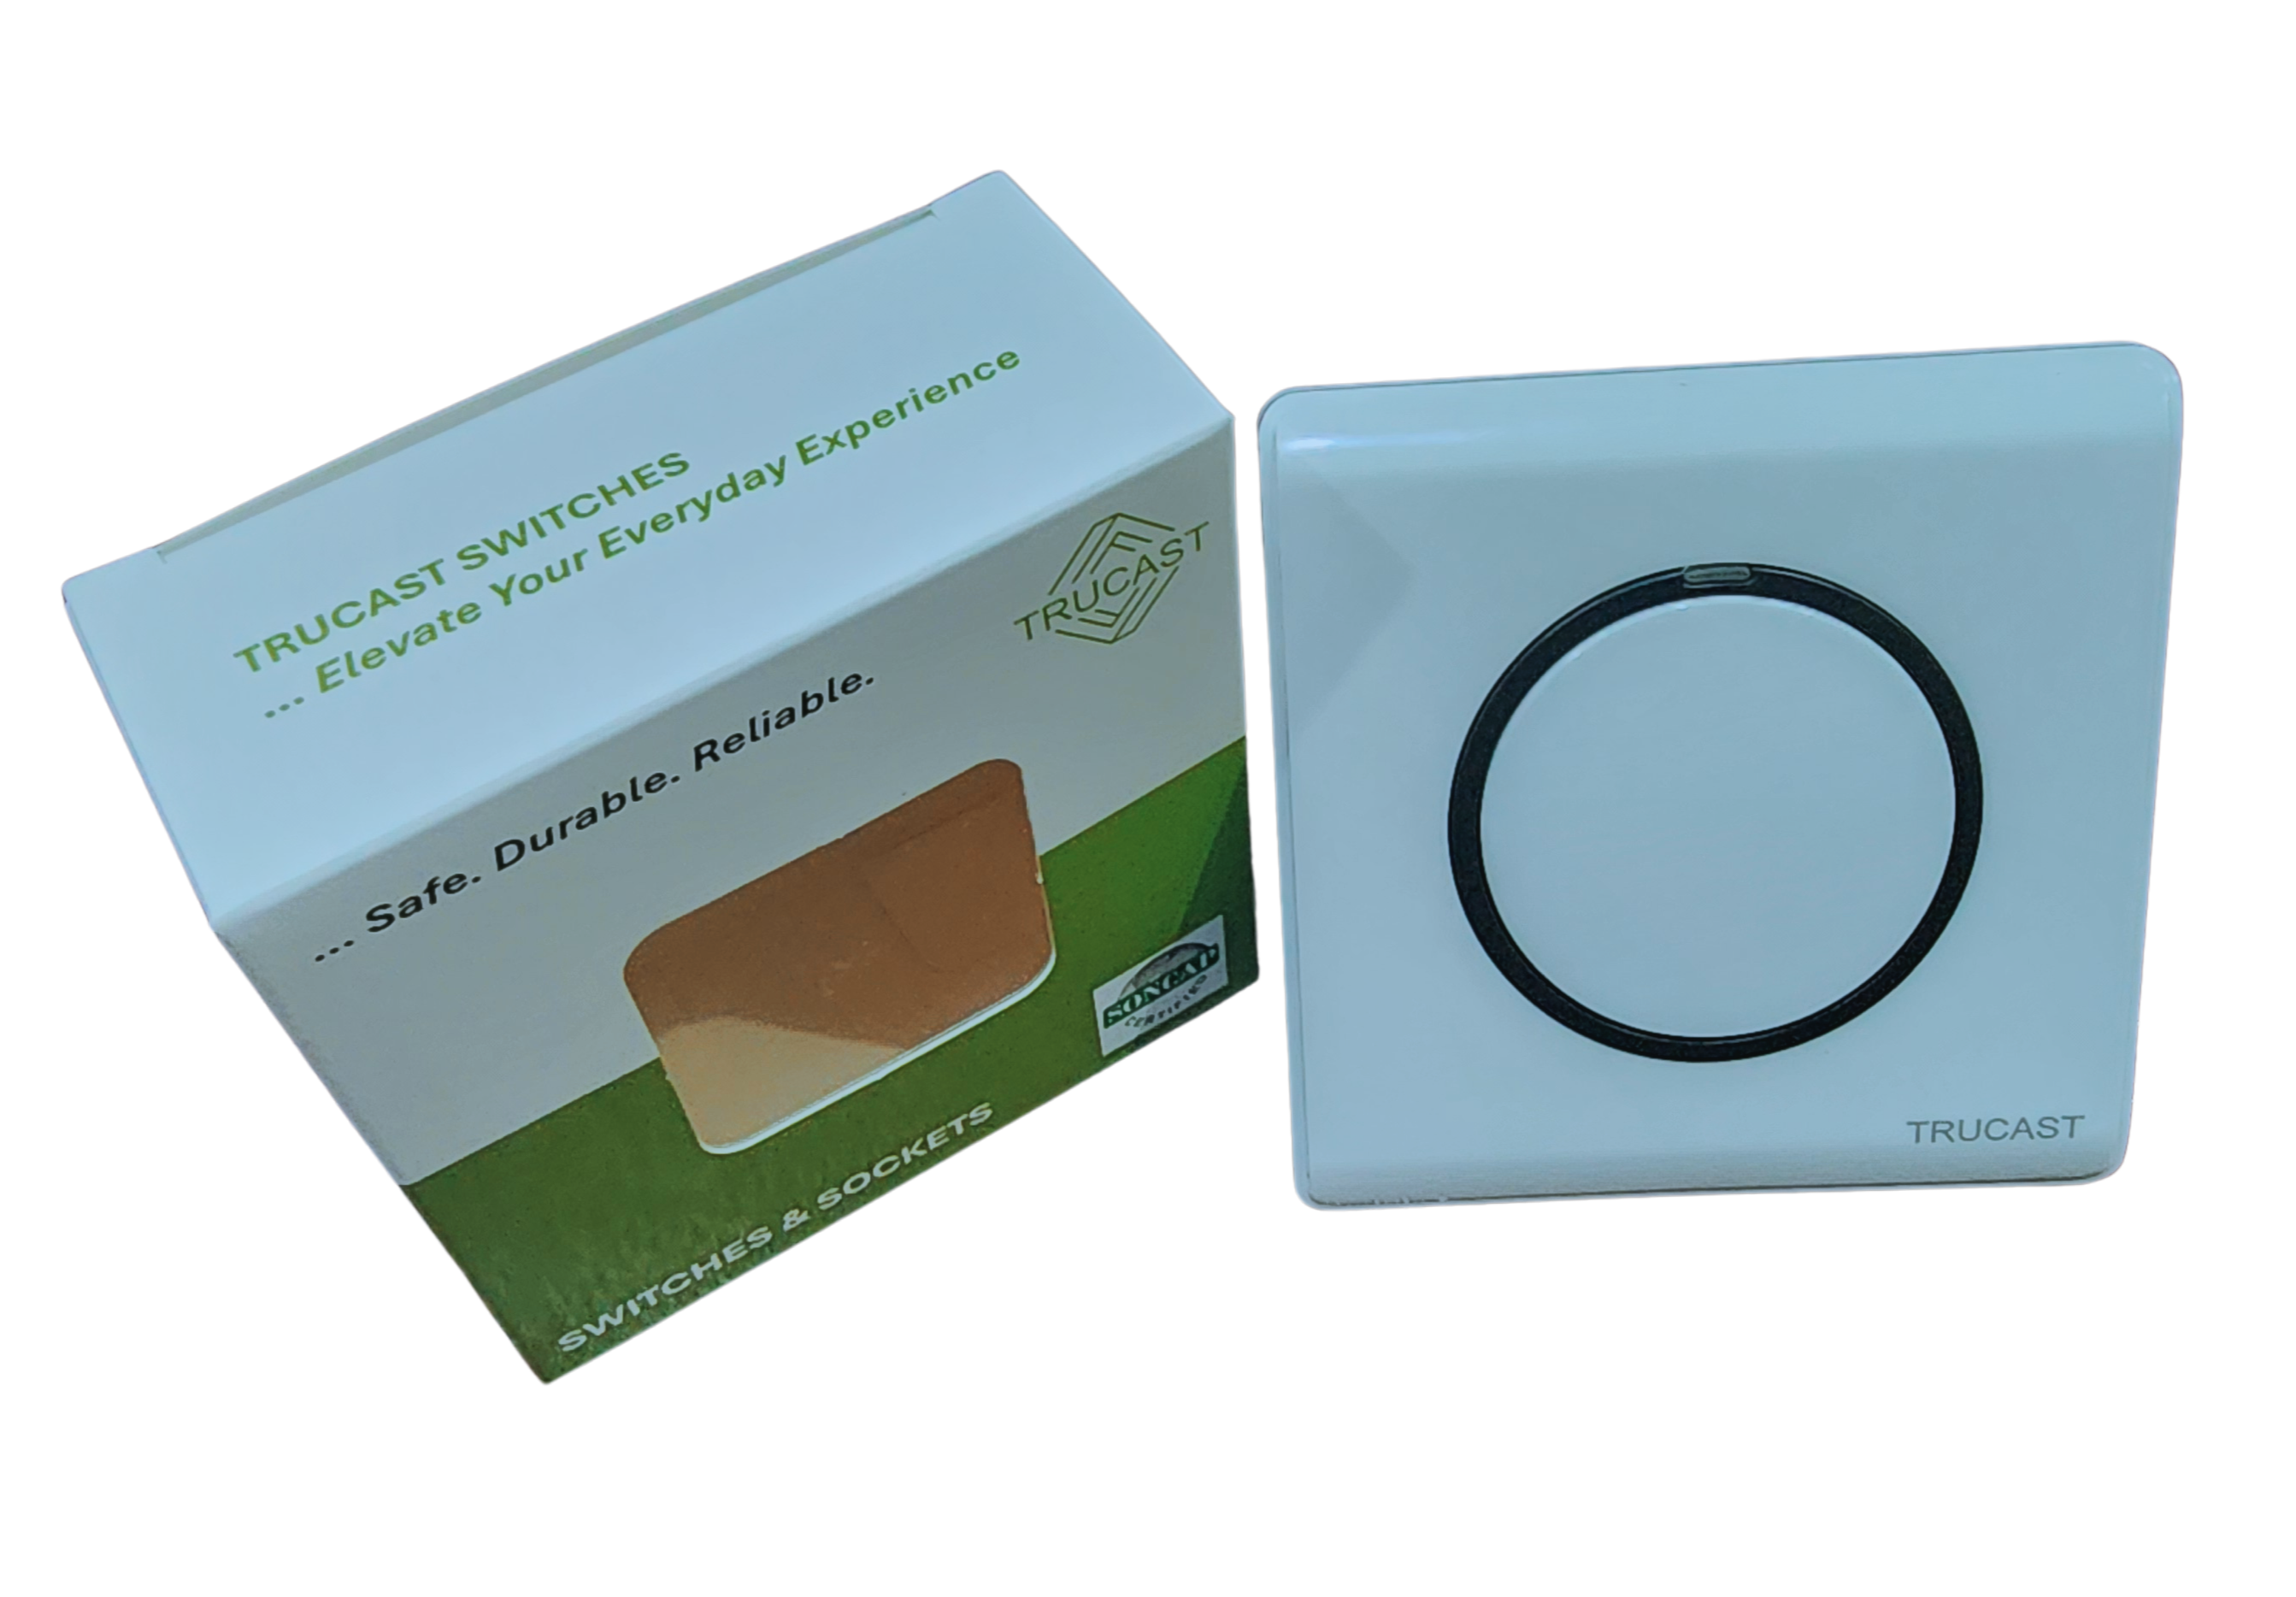 TRUCAST SWITCHES
... Elevate Your Everyday Experience
TRUCAST
... Safe. Durable. Reliable.
SONCAP
CERTIFIED
SWITCHES & SOCKETS
TRUCAST